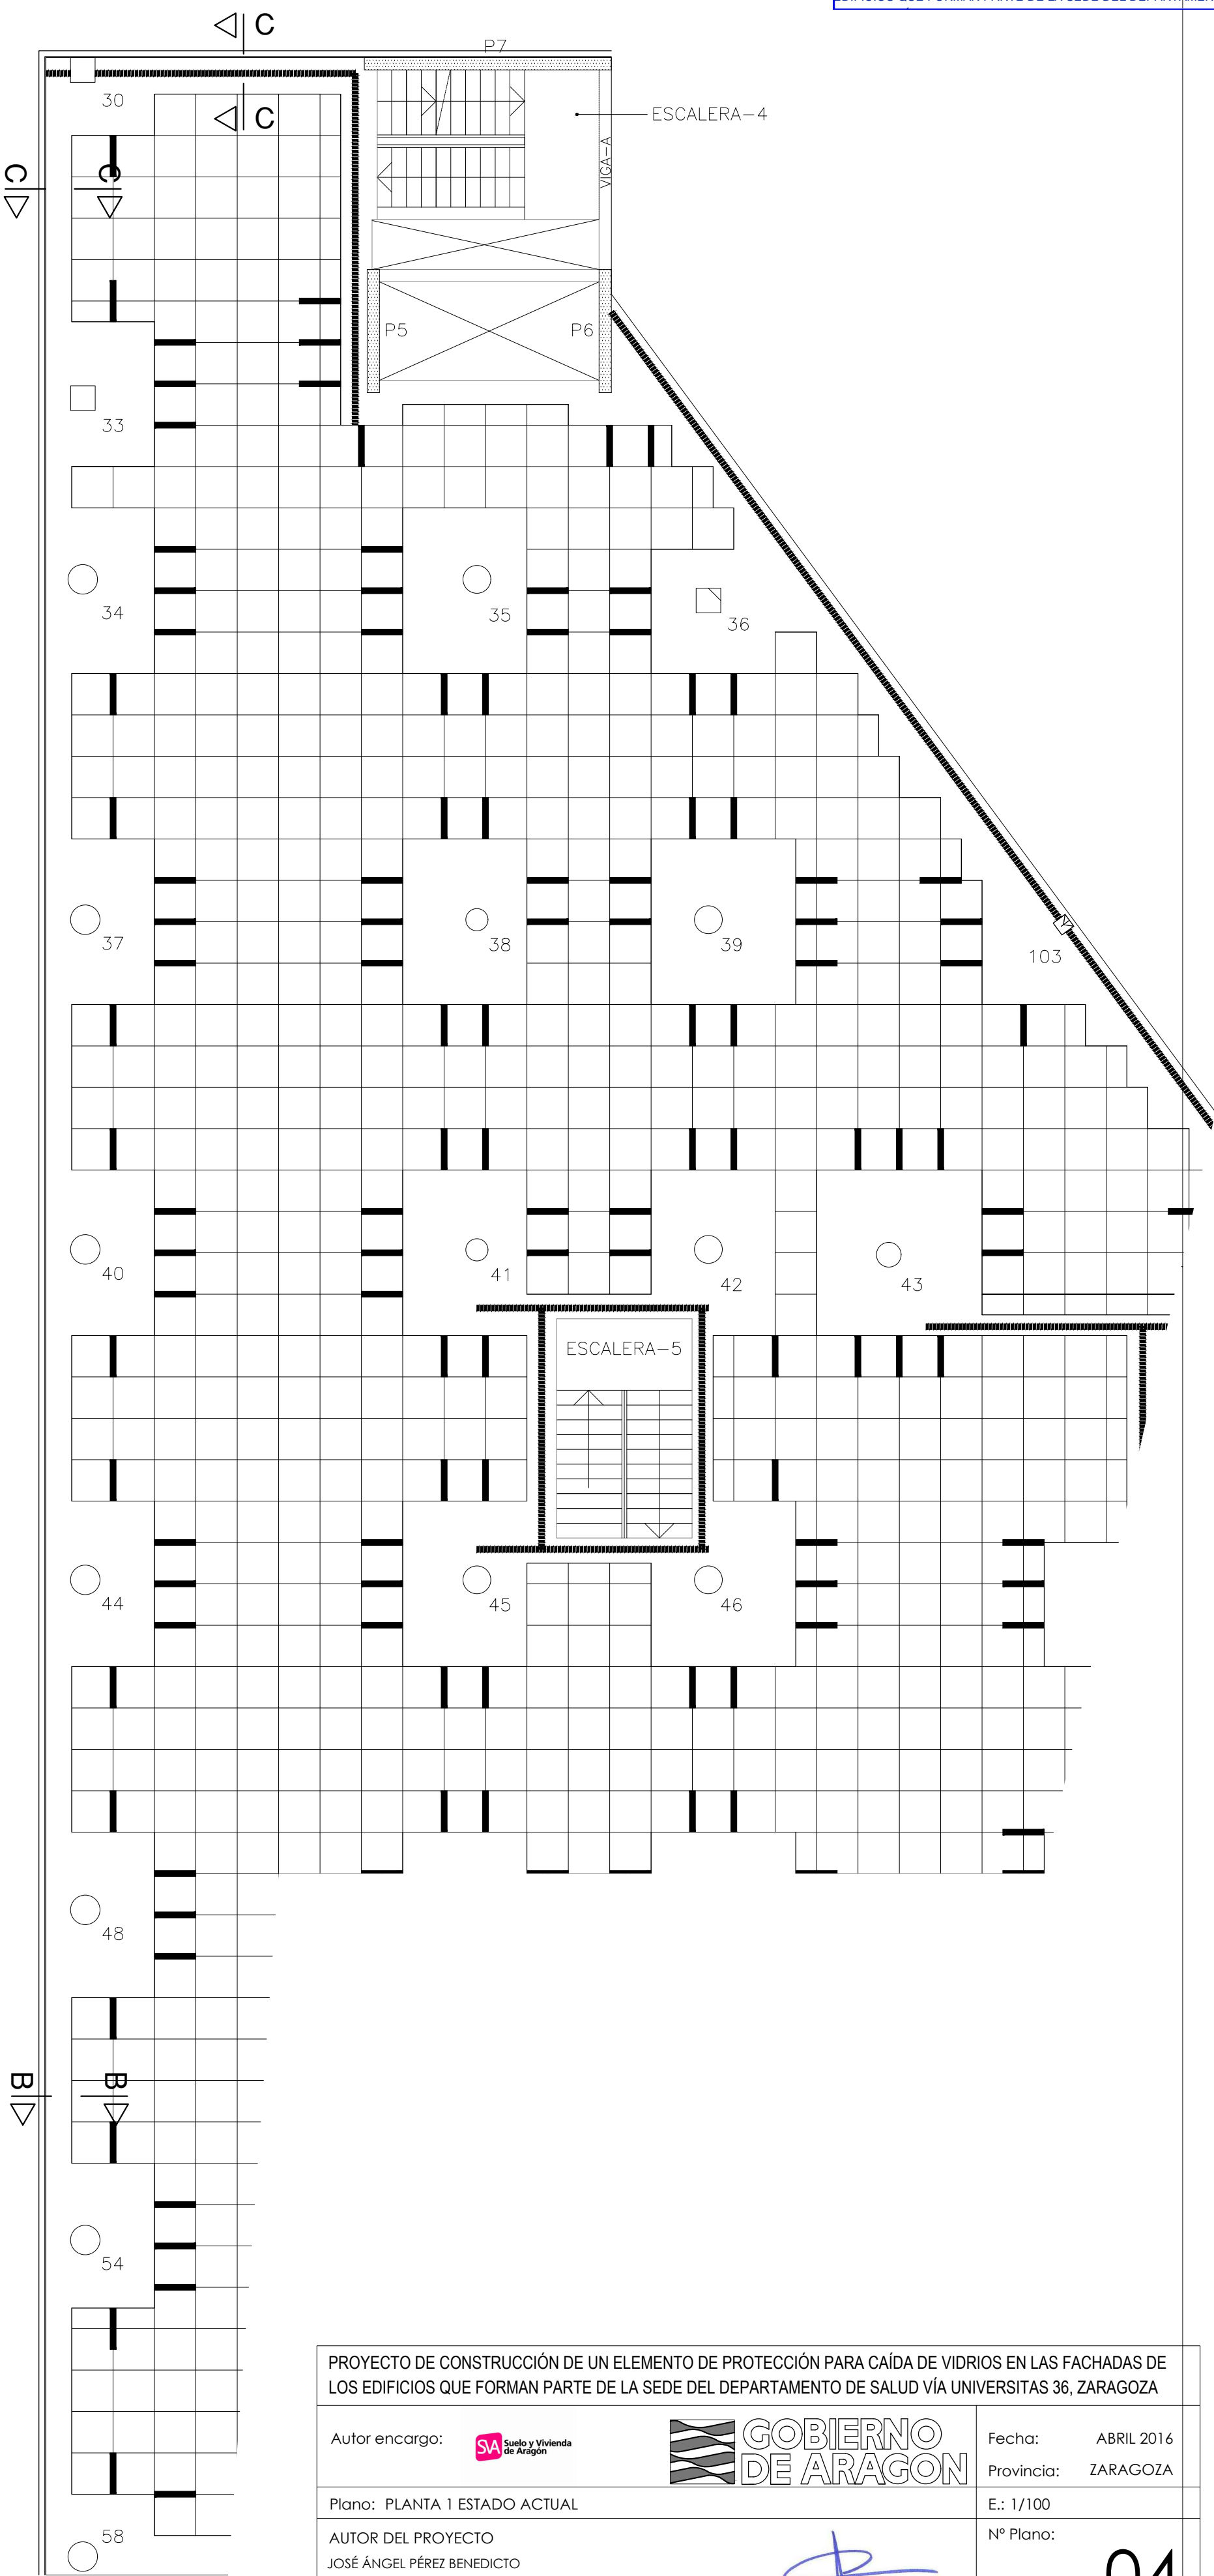 C
P7
30
ESCALERA-4
C
VIGA-A
C
C
P5
P6
33
34
35
36
37
38
39
103
40
41
42
43
ESCALERA-5
44
45
46
48
B
B
54
PROYECTO DE CONSTRUCCIÓN DE UN ELEMENTO DE PROTECCIÓN PARA CAÍDA DE VIDRIOS EN LAS FACHADAS DE
LOS EDIFICIOS QUE FORMAN PARTE DE LA SEDE DEL DEPARTAMENTO DE SALUD VÍA UNIVERSITAS 36, ZARAGOZA
Autor encargo:
SVA Suelo y Vivienda
de Aragón
GOBIERNO
DE ARAGON
Fecha: ABRIL 2016
Provincia: ZARAGOZA
Plano: PLANTA 1 ESTADO ACTUAL
E.: 1/100
58
AUTOR DEL PROYECTO
Nº Plano:
JOSÉ ÁNGEL PÉREZ BENEDICTO
04